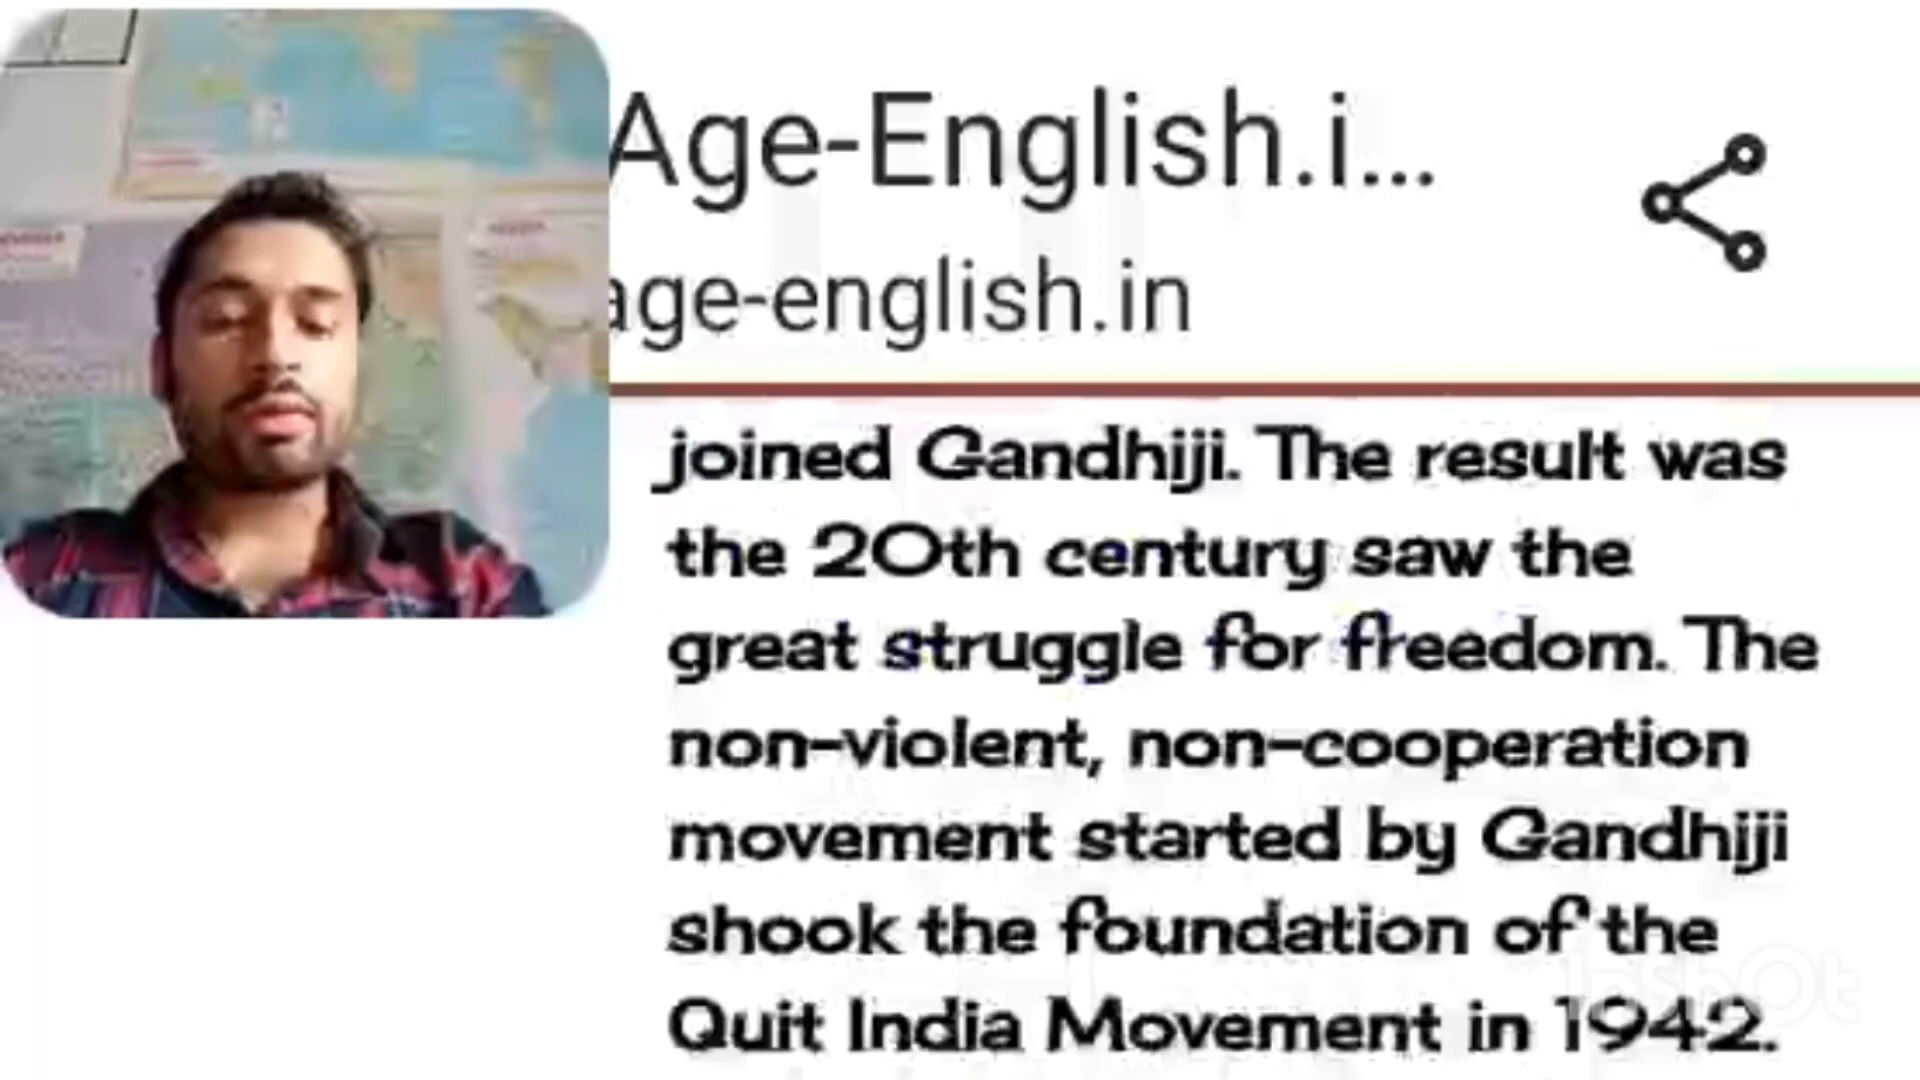 Age-English.i...
age-english.in
joined Gandhiji. The result was
the 20th century saw the
great struggle for freedom. The
non-violent, non-cooperation
movement started by Gandhiji
shook the foundation of the
Quit India Movement in 1942.
InShOt